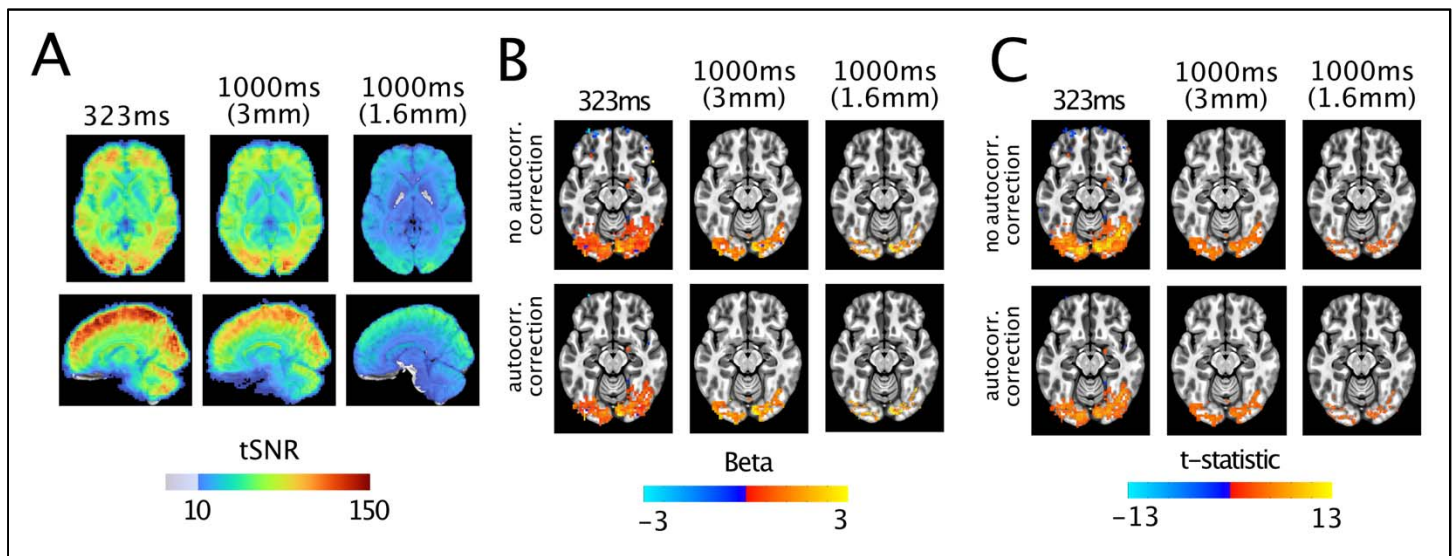 A
323ms
1000ms
(3mm)
1000ms
(1.6mm)
tSNR
10
150
B
323ms
1000ms
(3mm)
1000ms
(1.6mm)
no autocorr.
correction
autocorr.
correction
Beta
−3
3
C
323ms
1000ms
(3mm)
1000ms
(1.6mm)
no autocorr.
correction
autocorr.
correction
t−statistic
−13
13